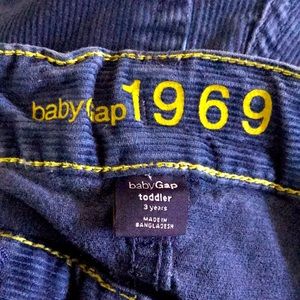 babyGap 1969
babyGap
toddler
3 years
MADE IN
BANGLADESH